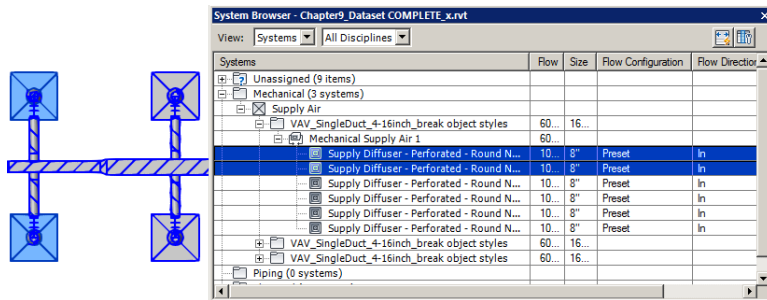 System Browser - Chapter9_Dataset COMPLETE_x.rvt
View: Systems All Disciplines
Systems Flow Size Flow Configuration Flow Direction
Unassigned (9 items)
Mechanical (3 systems)
Supply Air
VAV_SingleDuct_4-16inch_break object styles 60... 16...
Mechanical Supply Air 1 60...
Supply Diffuser - Perforated - Round N... 10... 8" Preset In
Supply Diffuser - Perforated - Round N... 10... 8" Preset In
Supply Diffuser - Perforated - Round N... 10... 8" Preset In
Supply Diffuser - Perforated - Round N... 10... 8" Preset In
Supply Diffuser - Perforated - Round N... 10... 8" Preset In
Supply Diffuser - Perforated - Round N... 10... 8" Preset In
VAV_SingleDuct_4-16inch_break object styles 60... 16...
VAV_SingleDuct_4-16inch_break object styles 60... 16...
Piping (0 systems)